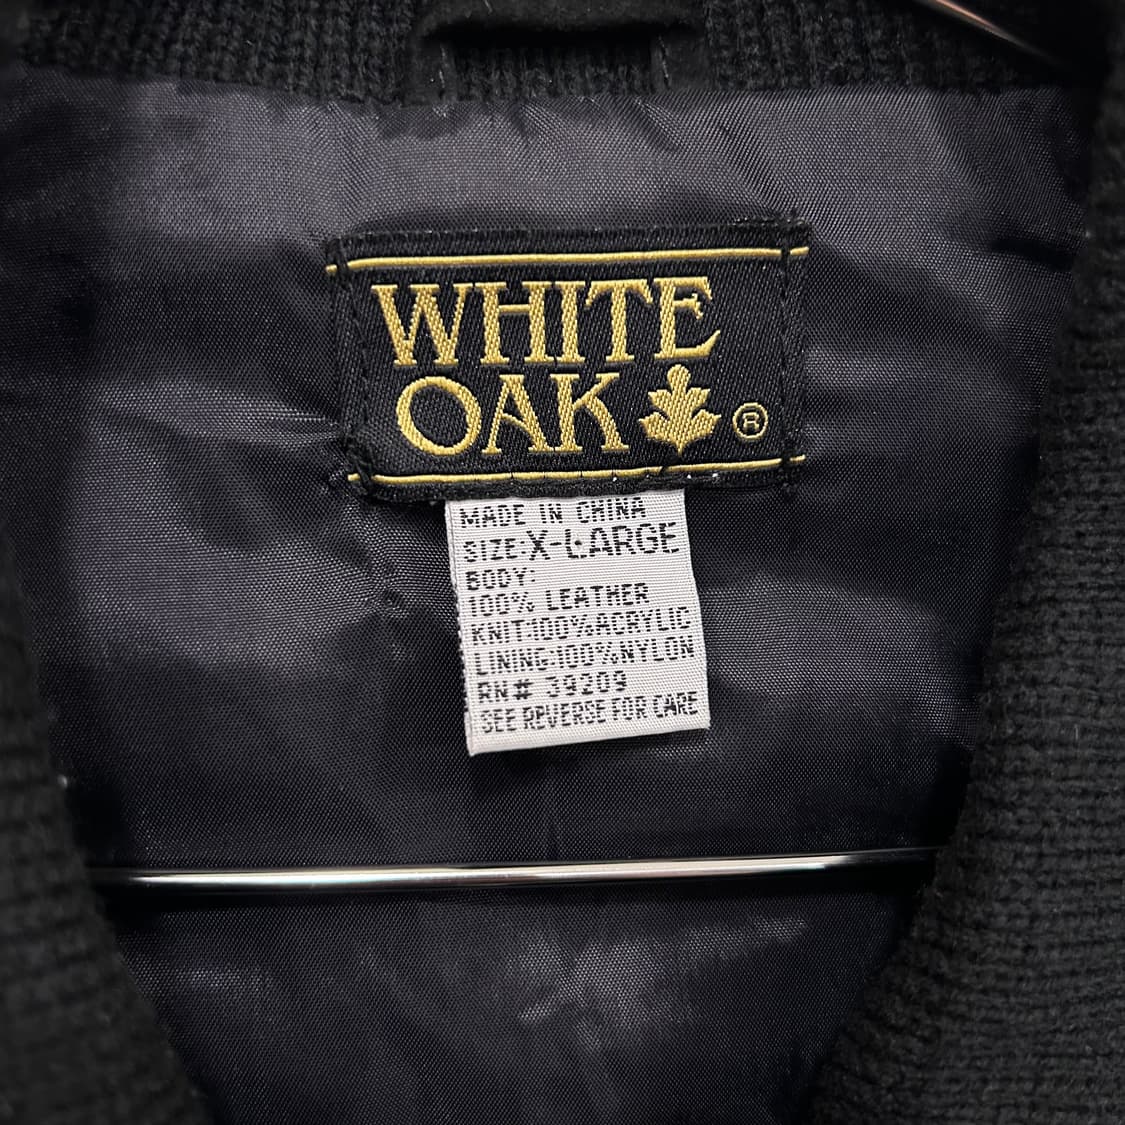 WHITE
OAK ®
MADE IN CHINA
SIZE:X-LARGE
BODY:
100% LEATHER
KNIT:100%ACRYLIC
LINING:100%NYLON
RN# 39209
SEE REVERSE FOR CARE